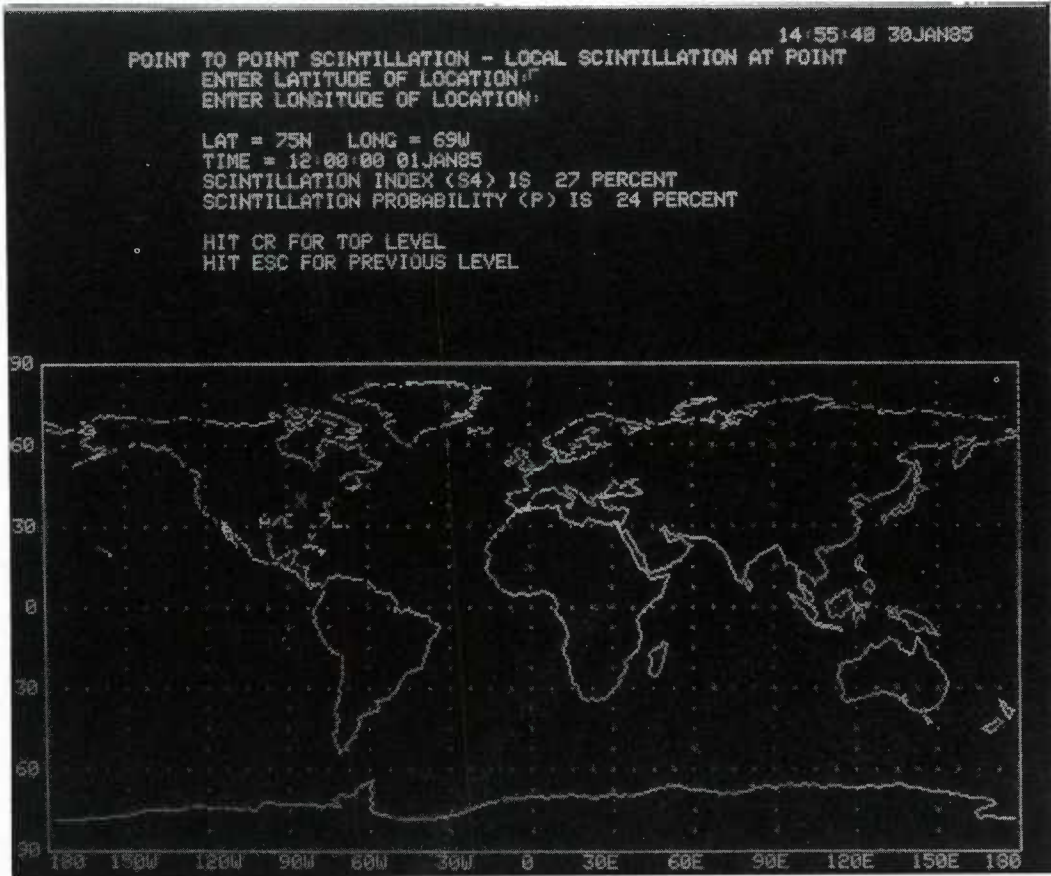 14:55:40 30JAN85
POINT TO POINT SCINTILLATION - LOCAL SCINTILLATION AT POINT
ENTER LATITUDE OF LOCATION:
ENTER LONGITUDE OF LOCATION:
LAT = 75N LONG = 69W
TIME = 12:00:00 01JAN85
SCINTILLATION INDEX (S4) IS 27 PERCENT
SCINTILLATION PROBABILITY (P) IS 24 PERCENT
HIT CR FOR TOP LEVEL
HIT ESC FOR PREVIOUS LEVEL
90
60
30
A/C
0
30
60
90
180 150W 120W 90W 60W 30W 0 30E 60E 90E 120E 150E 180